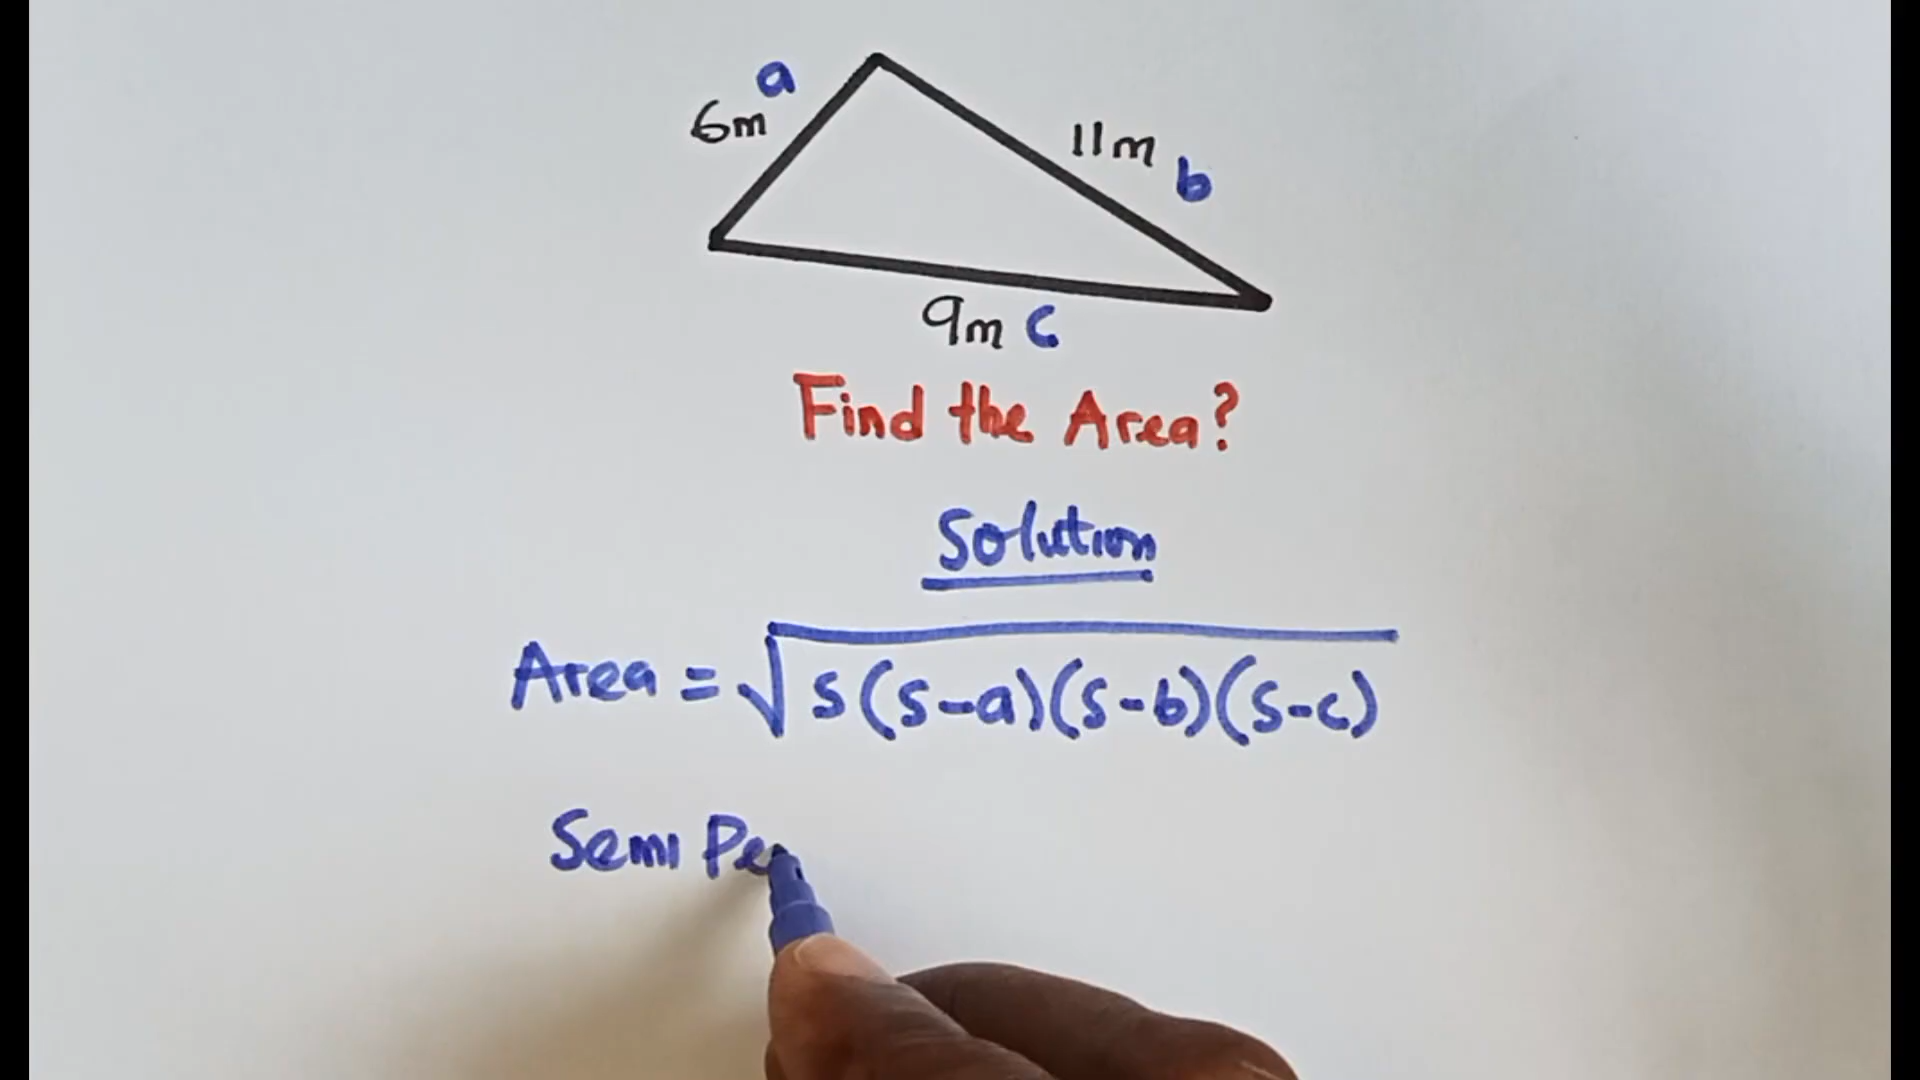 a
6m
11m
b
9m c
Find the Area?
Solution
Area = √s(s-a)(s-b)(s-c)
Semi Pe